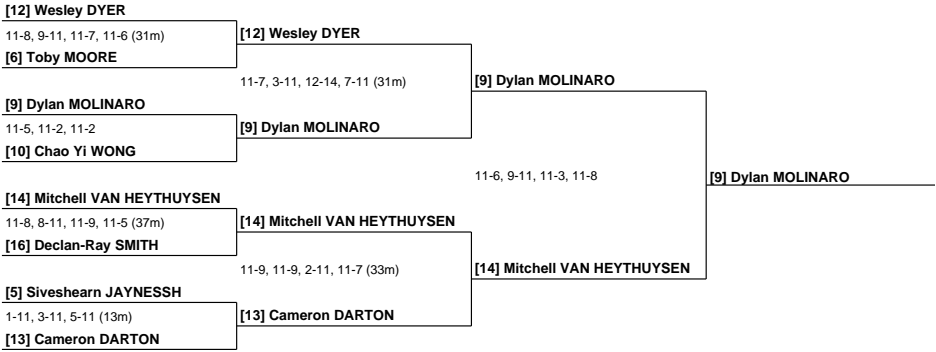 [12] Wesley DYER
11-8, 9-11, 11-7, 11-6 (31m)
[6] Toby MOORE
[12] Wesley DYER
11-7, 3-11, 12-14, 7-11 (31m)
[9] Dylan MOLINARO
[9] Dylan MOLINARO
11-5, 11-2, 11-2
[10] Chao Yi WONG
[9] Dylan MOLINARO
11-6, 9-11, 11-3, 11-8
[9] Dylan MOLINARO
[14] Mitchell VAN HEYTHUYSEN
11-8, 8-11, 11-9, 11-5 (37m)
[16] Declan-Ray SMITH
[14] Mitchell VAN HEYTHUYSEN
11-9, 11-9, 2-11, 11-7 (33m)
[14] Mitchell VAN HEYTHUYSEN
[5] Siveshearn JAYNESSH
1-11, 3-11, 5-11 (13m)
[13] Cameron DARTON
[13] Cameron DARTON